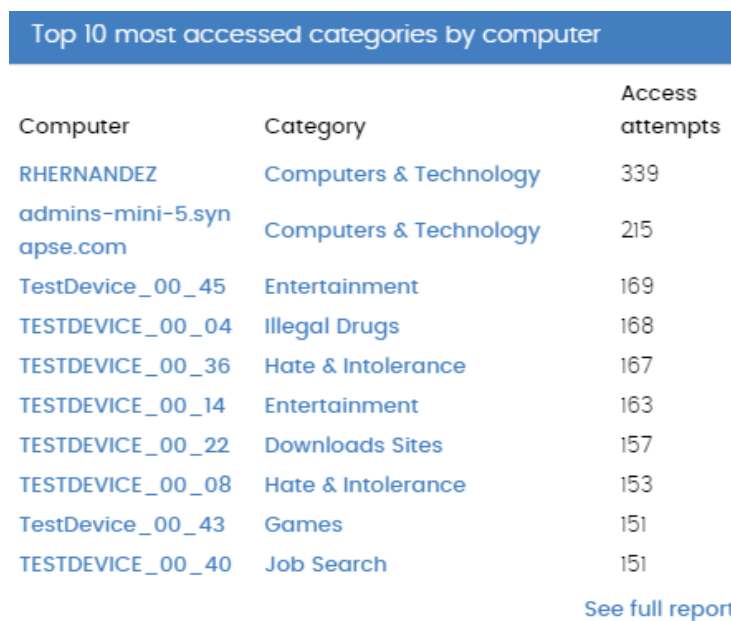 Top 10 most accessed categories by computer
Access
Computer Category attempts
RHERNANDEZ Computers & Technology 339
admins-mini-5.syn
apse.com Computers & Technology 215
TestDevice_00_45 Entertainment 169
TESTDEVICE_00_04 Illegal Drugs 168
TESTDEVICE_00_36 Hate & Intolerance 167
TESTDEVICE_00_14 Entertainment 163
TESTDEVICE_00_22 Downloads Sites 157
TESTDEVICE_00_08 Hate & Intolerance 153
TestDevice_00_43 Games 151
TESTDEVICE_00_40 Job Search 151
See full report